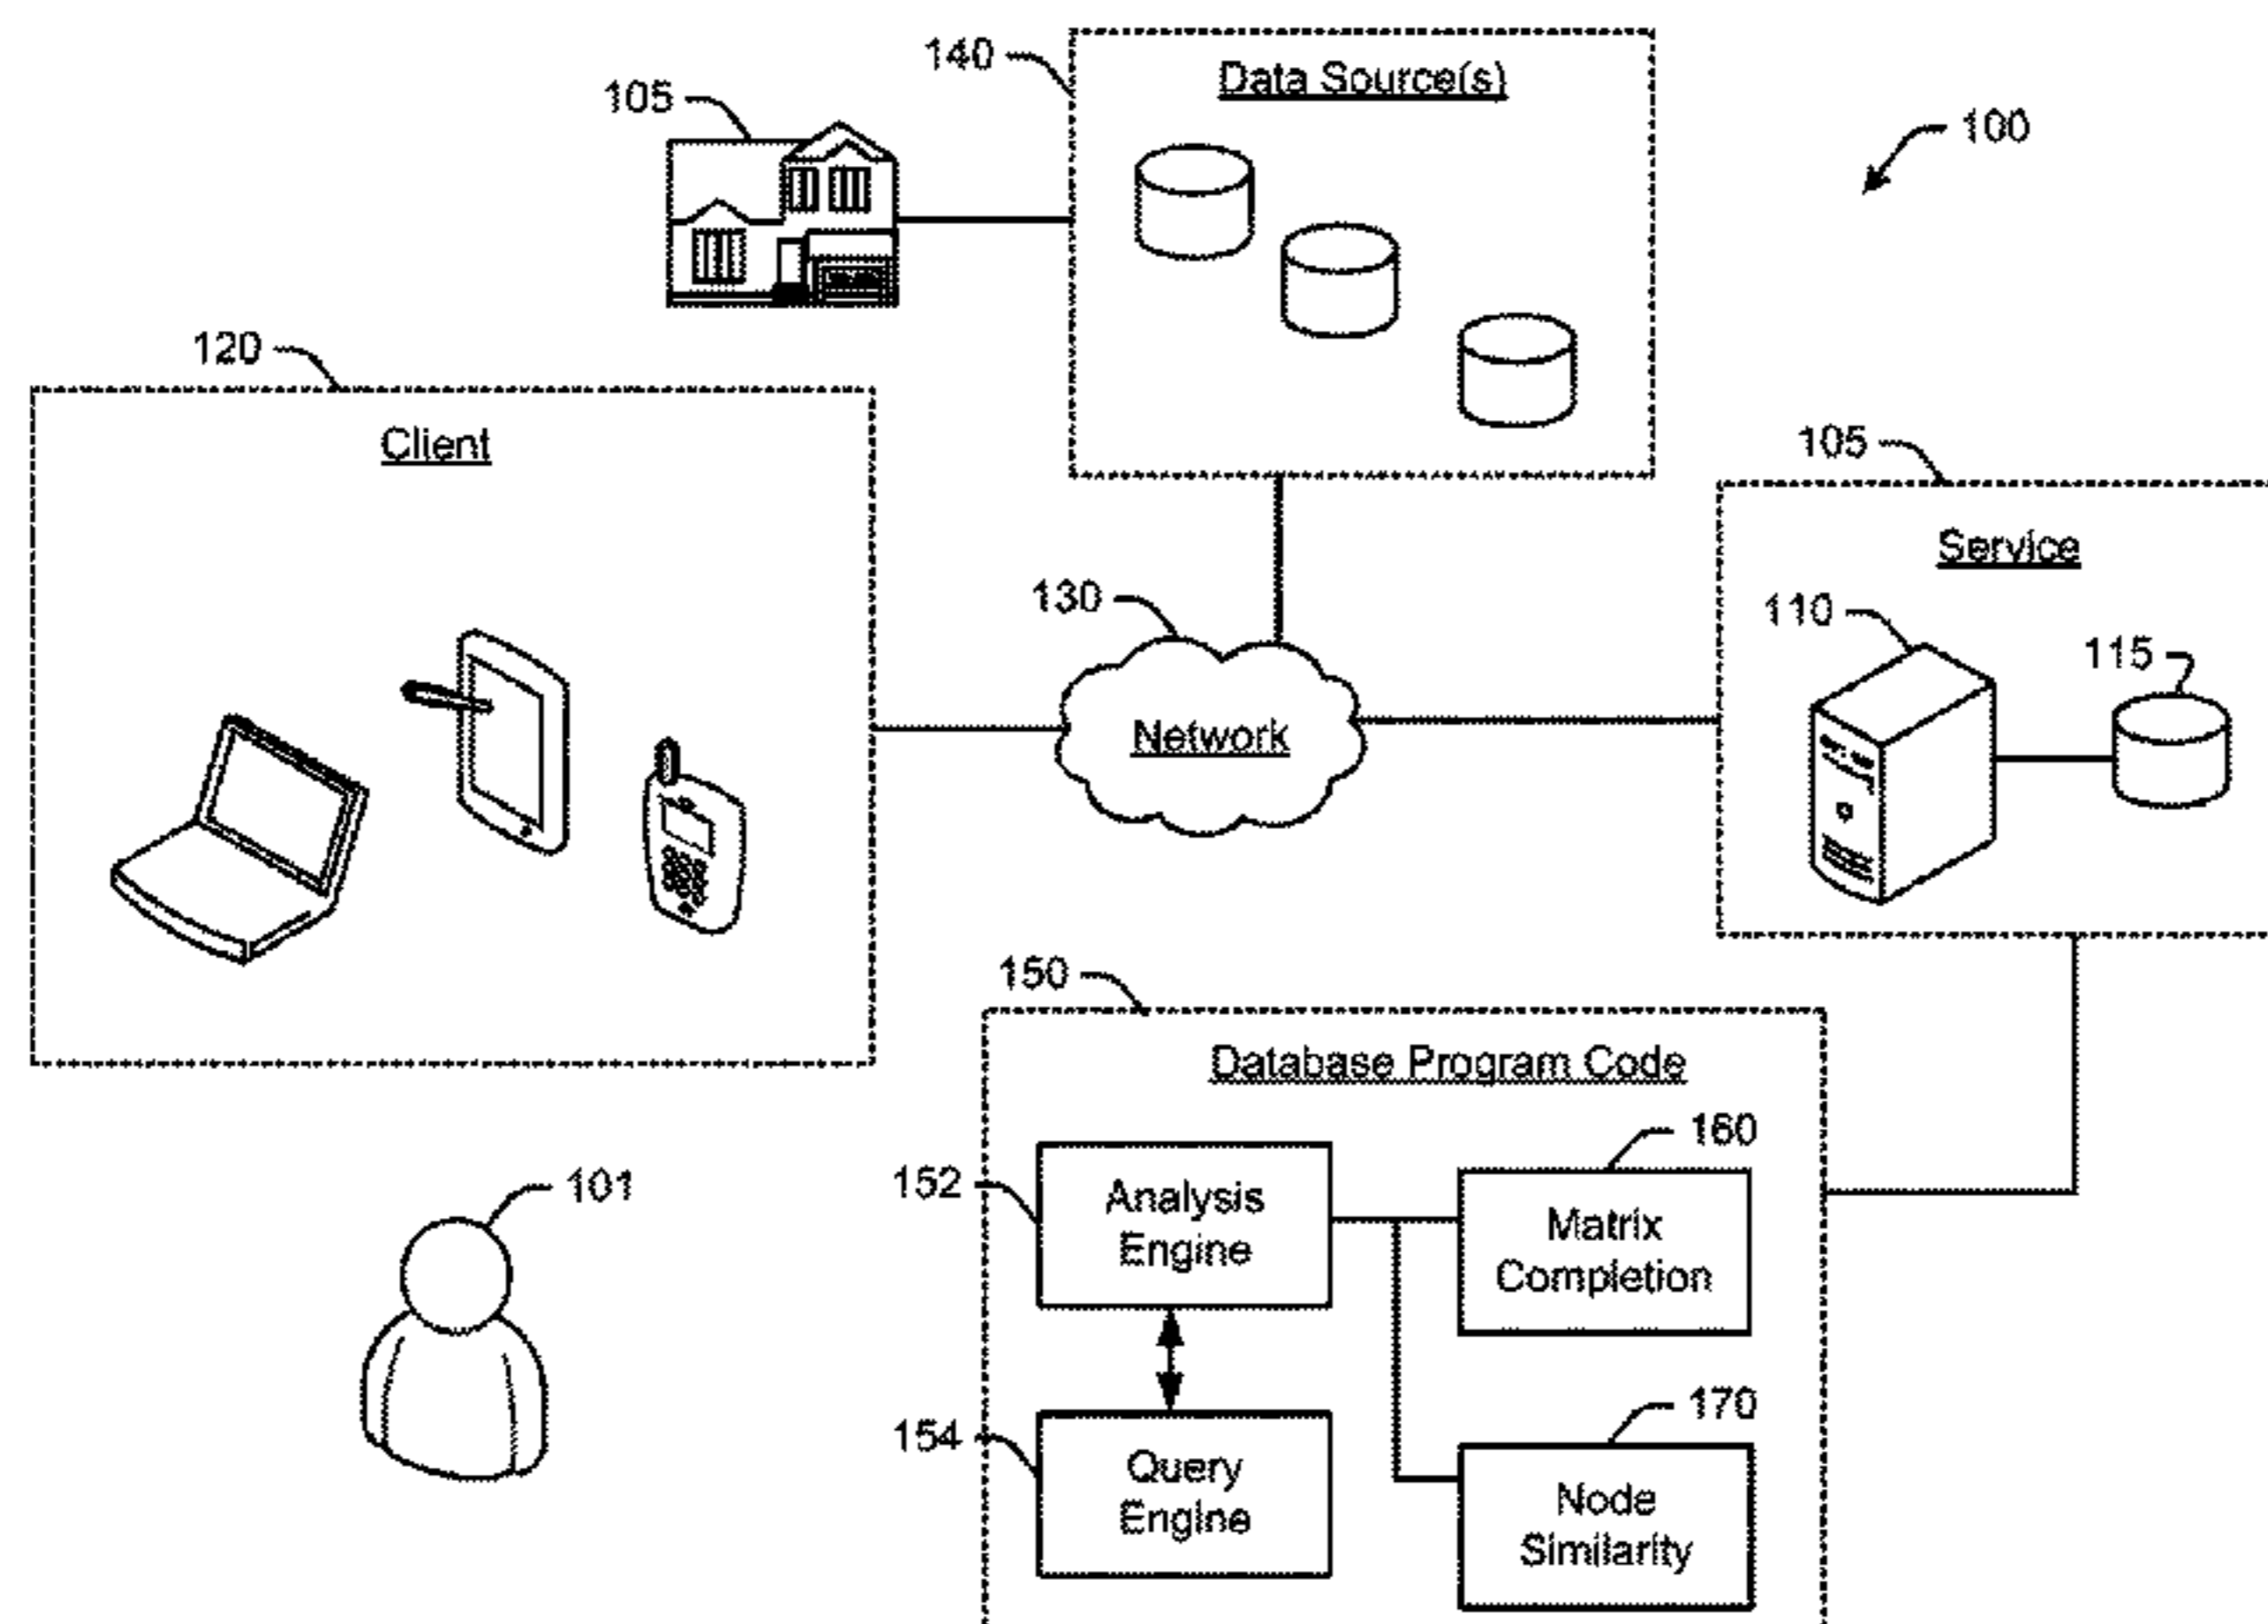 140
Data Source(s)
105
100
120
Client
105
Service
130
110
115
Network
150
Database Program Code
160
152
Analysis
Engine
Matrix
Completion
101
170
154
Query
Engine
Node
Similarity